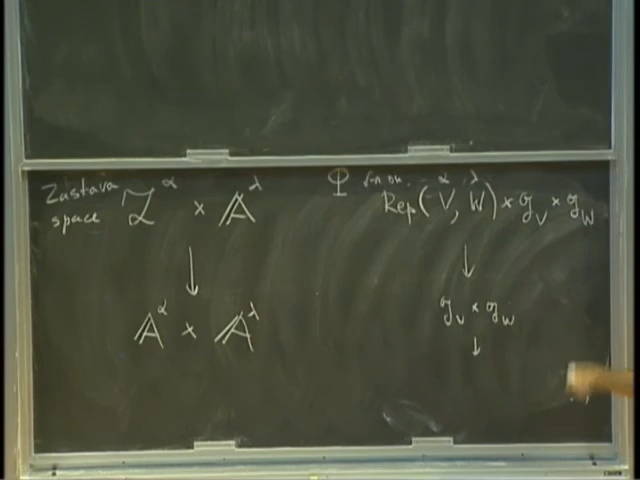 Zastava
space
Z^α × 𝔸^λ
Φ fn on
Rep(V^α, W^λ) × g_V × g_W
↓ ↓
𝔸^α × 𝔸^λ
g_V × g_W
↓